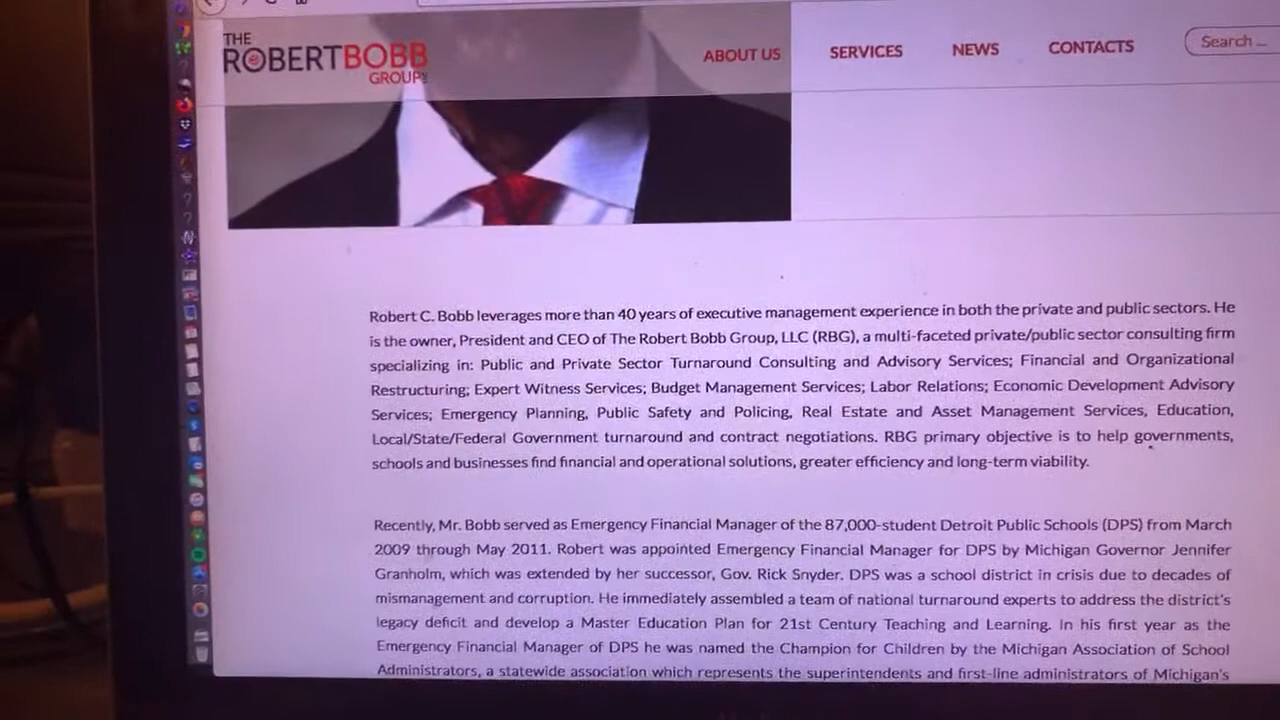 THE
ROBERTBOBB
GROUP
ABOUT US
SERVICES
NEWS
CONTACTS
Search ...
Robert C. Bobb leverages more than 40 years of executive management experience in both the private and public sectors. He
is the owner, President and CEO of The Robert Bobb Group, LLC (RBG), a multi-faceted private/public sector consulting firm
specializing in: Public and Private Sector Turnaround Consulting and Advisory Services; Financial and Organizational
Restructuring; Expert Witness Services; Budget Management Services; Labor Relations; Economic Development Advisory
Services; Emergency Planning, Public Safety and Policing, Real Estate and Asset Management Services, Education,
Local/State/Federal Government turnaround and contract negotiations. RBG primary objective is to help governments,
schools and businesses find financial and operational solutions, greater efficiency and long-term viability.
Recently, Mr. Bobb served as Emergency Financial Manager of the 87,000-student Detroit Public Schools (DPS) from March
2009 through May 2011. Robert was appointed Emergency Financial Manager for DPS by Michigan Governor Jennifer
Granholm, which was extended by her successor, Gov. Rick Snyder. DPS was a school district in crisis due to decades of
mismanagement and corruption. He immediately assembled a team of national turnaround experts to address the district's
legacy deficit and develop a Master Education Plan for 21st Century Teaching and Learning. In his first year as the
Emergency Financial Manager of DPS he was named the Champion for Children by the Michigan Association of School
Administrators, a statewide association which represents the superintendents and first-line administrators of Michigan's